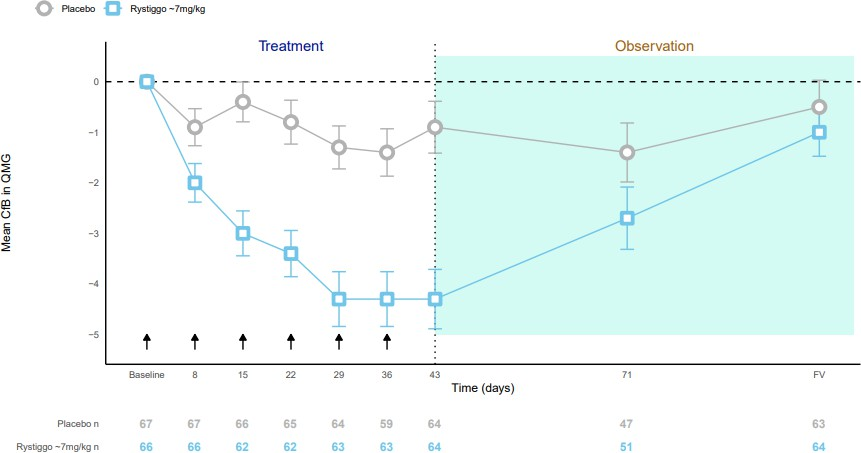 Placebo Rystiggo ~7mg/kg
Treatment Observation
Mean CfB in QMG
0
−1
−2
−3
−4
−5
Baseline 8 15 22 29 36 43 71 FV
Time (days)
Placebo n 67 67 66 65 64 59 64 47 63
Rystiggo ~7mg/kg n 66 66 62 62 63 63 64 51 64